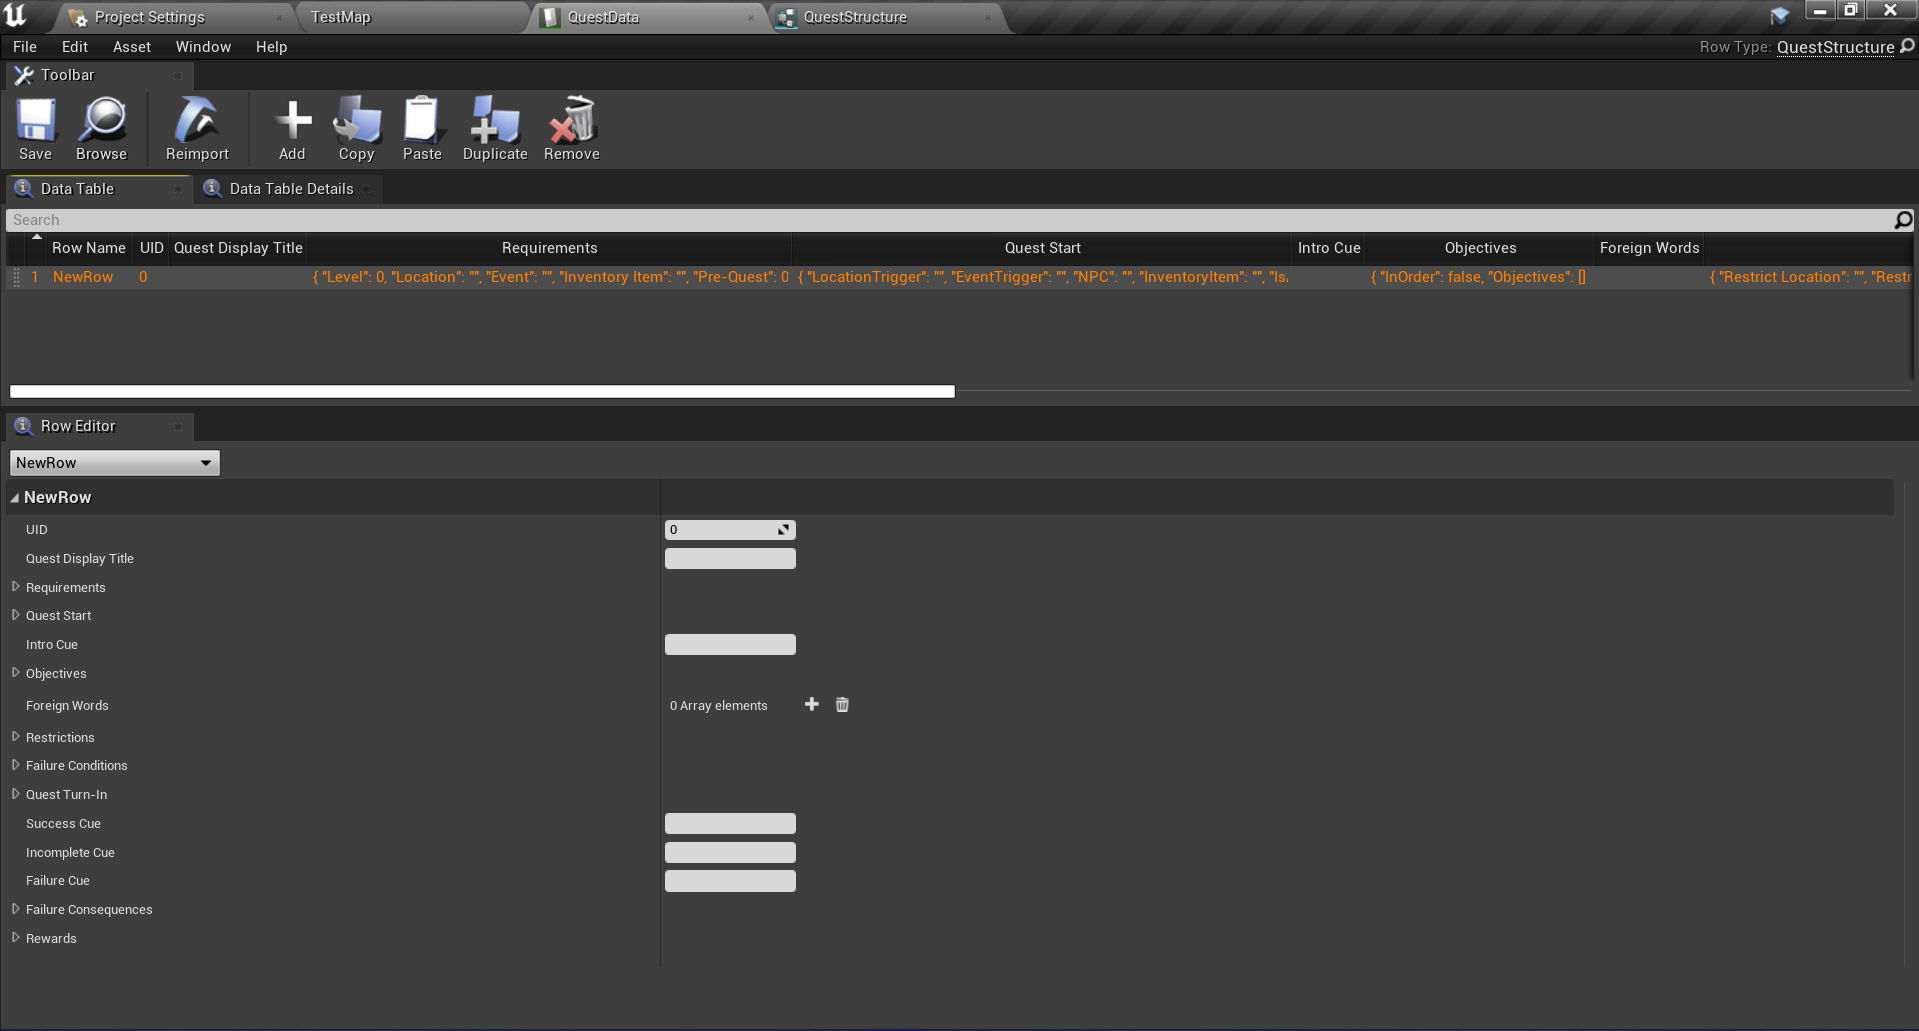 Project Settings TestMap QuestData QuestStructure
File Edit Asset Window Help Row Type: QuestStructure
Toolbar
Save Browse Reimport Add Copy Paste Duplicate Remove
Data Table Data Table Details
Search
Row Name UID Quest Display Title Requirements Quest Start Intro Cue Objectives Foreign Words
1 NewRow 0 { "Level": 0, "Location": "", "Event": "", "Inventory Item": "", "Pre-Quest": 0 { "LocationTrigger": "", "EventTrigger": "", "NPC": "", "InventoryItem": "", "Is { "InOrder": false, "Objectives": [] { "Restrict Location": "", "Restr
Row Editor
NewRow
NewRow
UID 0
Quest Display Title
Requirements
Quest Start
Intro Cue
Objectives
Foreign Words 0 Array elements
Restrictions
Failure Conditions
Quest Turn-In
Success Cue
Incomplete Cue
Failure Cue
Failure Consequences
Rewards